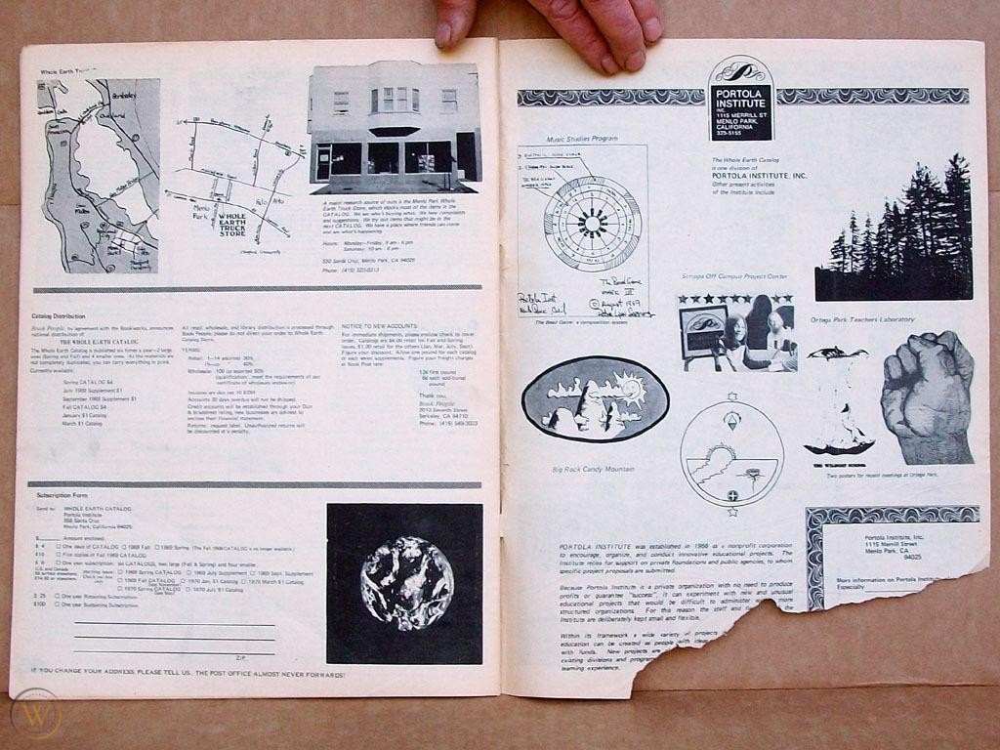 Whole Earth
Berkeley
Oakland
Menlo
Park
Palo Alto
WHOLE
EARTH
TRUCK
STORE
Stanford University
A major research source of ours is the Menlo Park Whole
Earth Truck Store, which stocks most of the items in the
CATALOG. We see who's buying what. We hear complaints
and suggestions. We try out items that might be in the
next CATALOG. We have a place where friends can come
and see what's happening.
Hours: Monday-Friday,
Saturday, 10 am - 6 pm
558 Santa Cruz, Menlo Park, CA 94025
Phone: (415) 323-0313
Catalog Distribution
Book People, by agreement with the Bookworks, announces
national distribution of
THE WHOLE EARTH CATALOG
The Whole Earth Catalog is published six times a year—2 large
ones (Spring and Fall) and 4 smaller ones. As the materials are
not completely duplicated, you can carry everything in print.
Currently available:
Spring CATALOG $4
July 1969 Supplement $1
September 1969 Supplement $1
Fall CATALOG $4
January $1 Catalog
March $1 Catalog
All retail, wholesale, and library distribution is processed through
Book People; please do not direct your order to Whole Earth
Catalog Store.
TERMS:
Retail: 1—14 assorted
Wholesale: 100 (or assorted) 50%
(qualification: meet the requirements of our
certificate of wholesale endeavor)
Invoices are due net 10 EOM
Accounts 30 days overdue will not be shipped.
Credit accounts will be established through your Dun
& Bradstreet rating, new businesses are advised to
enclose their financial statement.
Returns: request label. Unauthorized returns will
be discounted at a penalty.
NOTICE TO NEW ACCOUNTS:
For immediate shipments, please enclose check to cover
order. Catalogs are $4.00 retail for Fall and Spring
issues, $1.00 retail for the others (Jan, Mar, July, Sept).
Figure your discount. Allow one pound for each catalog
or each seven supplements. Figure your freight charges
at Book Post rate:
12¢ first pound
6¢ each additional
pound
Thank you,
Book People
2010 Seventh Street
Berkeley, CA 94710
Phone: (415) 549-3033
Subscription Form
Send to: WHOLE EARTH CATALOG
Portola Institute
558 Santa Cruz
Menlo Park, California 94025
$ Amount enclosed.
$ 4 One issue of CATALOG 1969 Fall 1969 Spring (The Fall 1968 CATALOG is no longer available.)
$10 Five copies of Fall 1969 CATALOG
$ 8 One year subscription: six CATALOGS, two large (Fall & Spring) and four smaller.
1969 Spring CATALOG 1969 July Supplement 1969 Sept. Supplement
1969 Fall CATALOG 1970 Jan. $1 Catalog 1970 March $1 Catalog
1970 Spring CATALOG 1970 July $1 Catalog
$ 25 One year Retaining Subscription
$100 One year Sustaining Subscription
ZIP
IF YOU CHANGE YOUR ADDRESS, PLEASE TELL US. THE POST OFFICE ALMOST NEVER FORWARDS!
PORTOLA
INSTITUTE
INC.
1115 MERRILL ST.
MENLO PARK,
CALIFORNIA
323-5155
Music Studies Program
The Whole Earth Catalog
is one division of
PORTOLA INSTITUTE, INC.
Other present activities
of the Institute include
The Bead Game
© August 1969
Portola Inst
Menlo Park, Calif
The Bead Game: a composition system
Scripps Off Campus Project Center
Ortega Park Teachers Laboratory
Big Rock Candy Mountain
Two posters for recent meetings at Ortega Park.
PORTOLA INSTITUTE was established in 1966 as a nonprofit corporation
to encourage, organize, and conduct innovative educational projects. The
Institute relies for support on private foundations and public agencies, to whom
specific project proposals are submitted.
Because Portola Institute is a private organization with no need to produce
profits or guarantee "success", it can experiment with new and unusual
educational projects that would be difficult to administer more
structured organizations. For this reason the staff and
Institute are deliberately kept small and flexible.
Within its framework a wide variety of projects
education can be created as people with
with funds. New projects are
existing divisions and
learning experience.
Portola Institute, Inc.
1115 Merrill Street
Menlo Park, CA
94025
More information on Portola
Especially
W